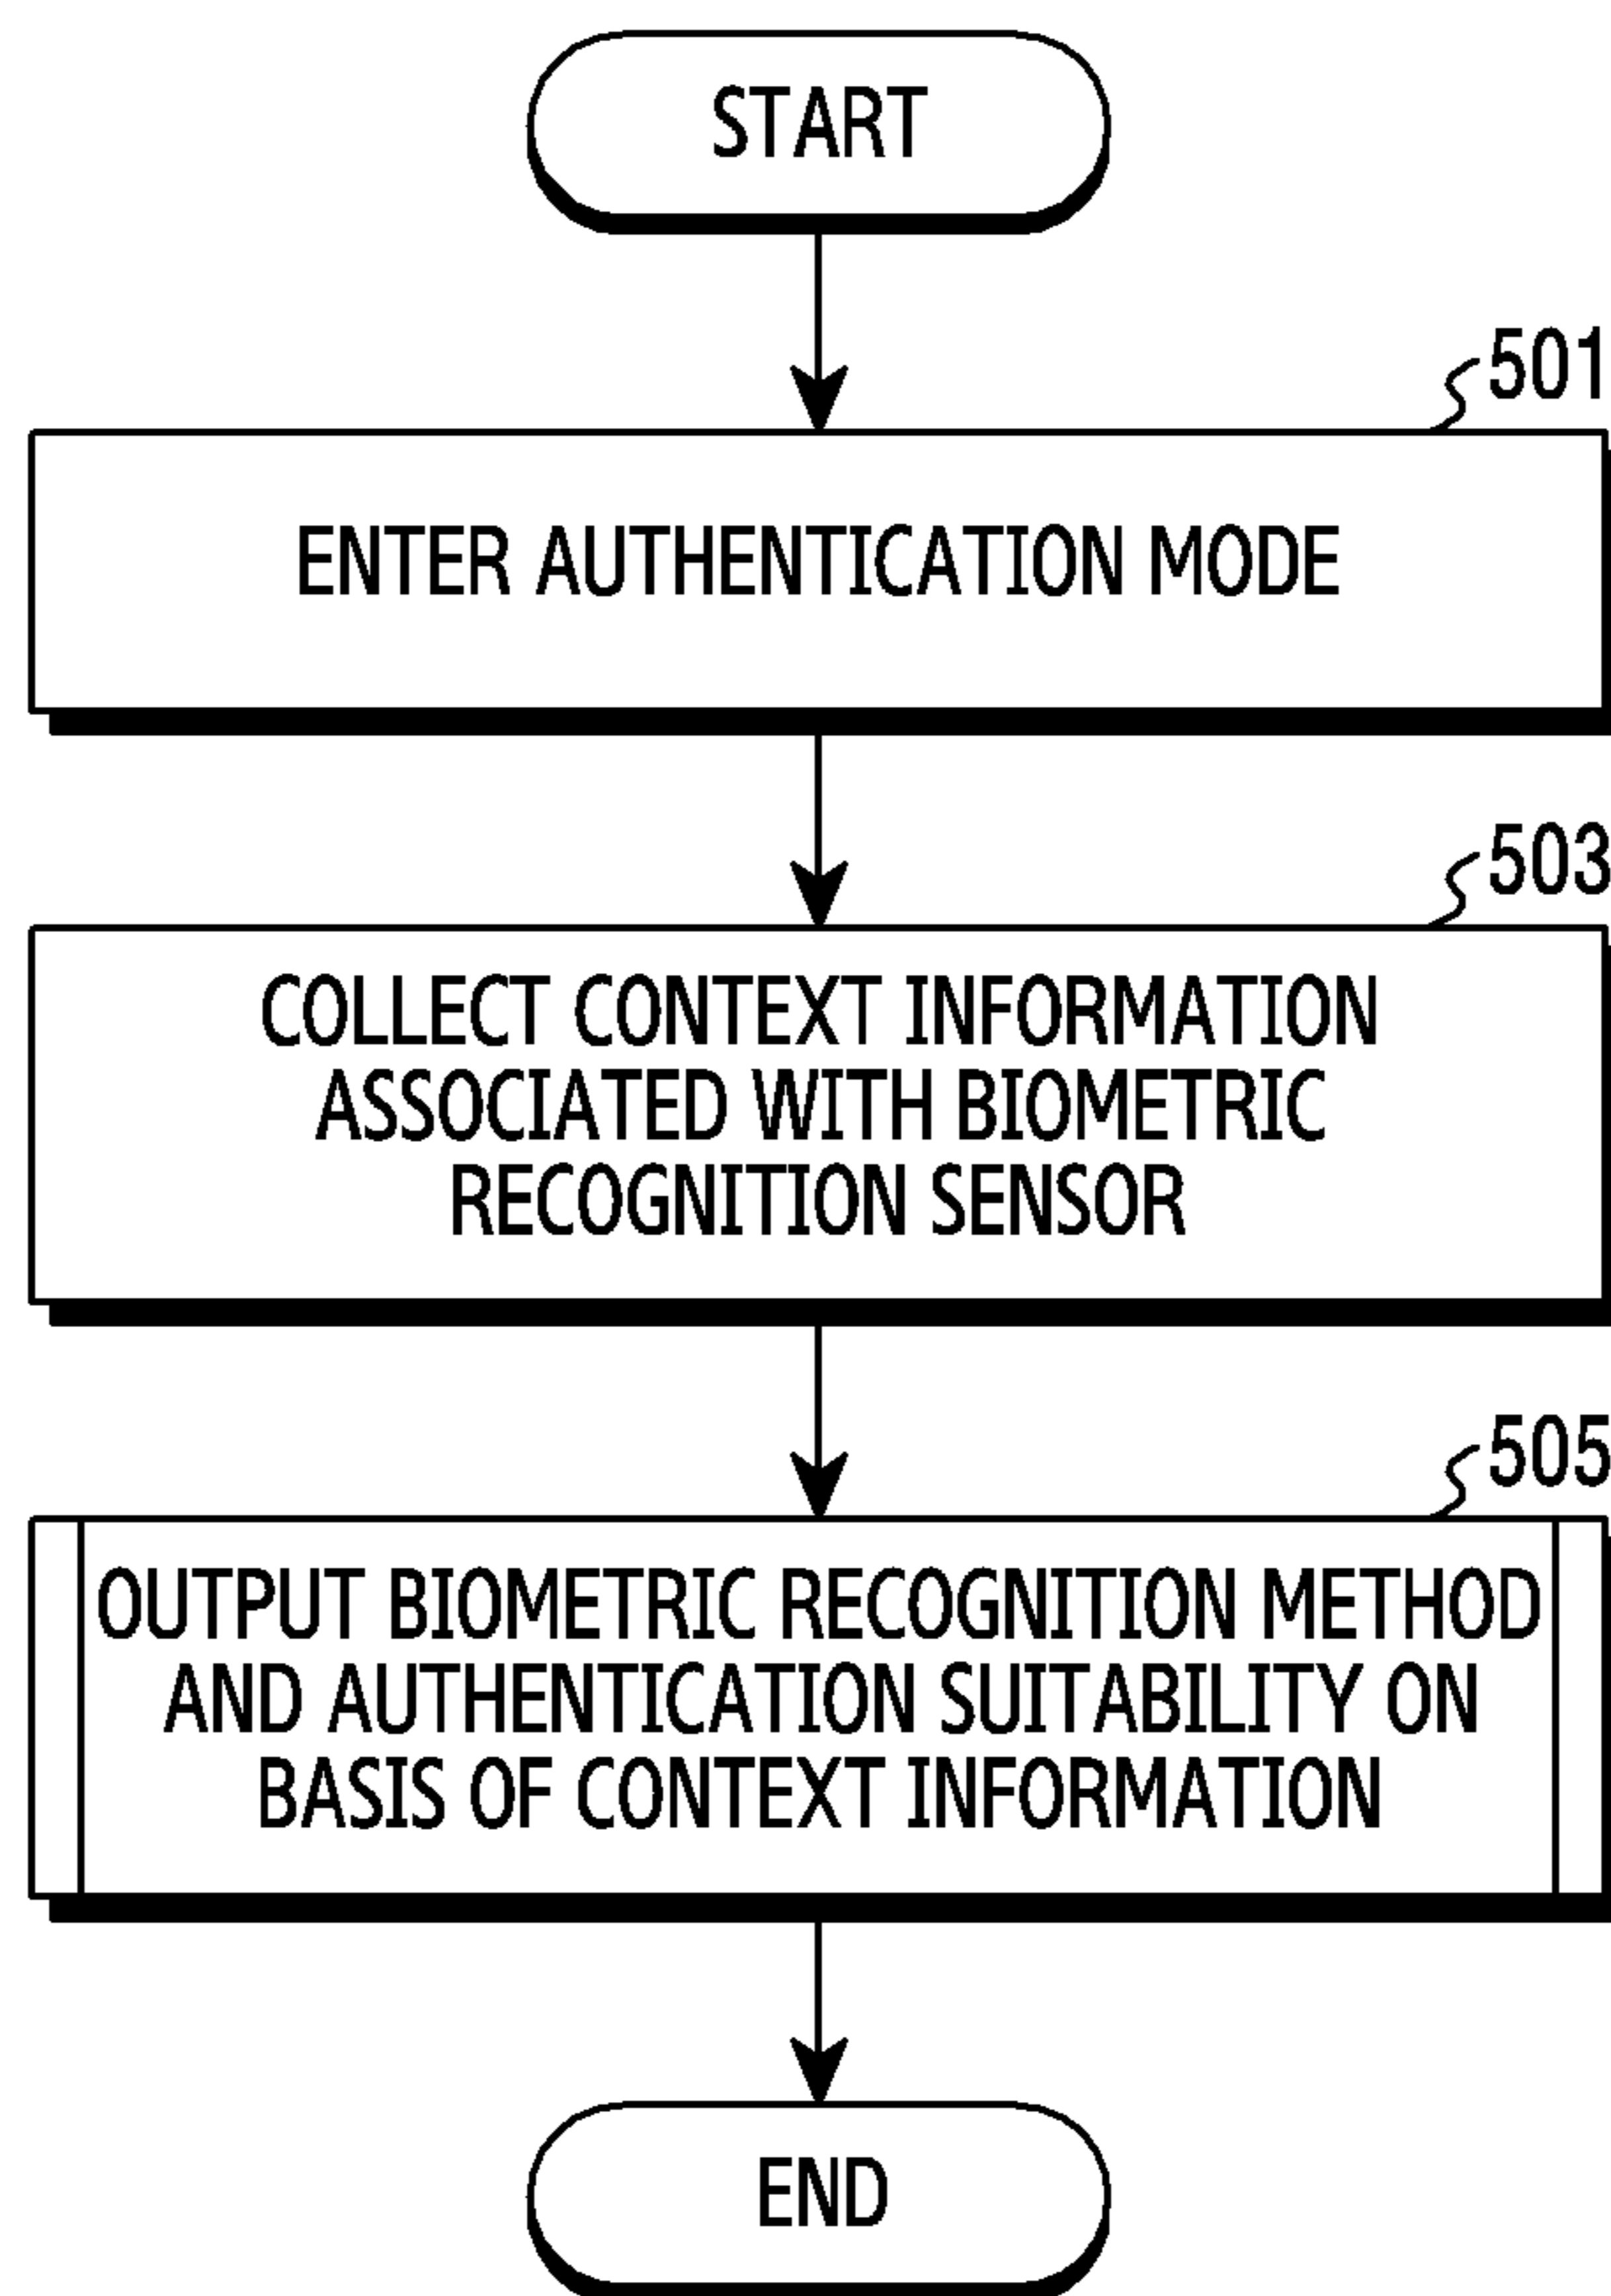 START
501
ENTER AUTHENTICATION MODE
503
COLLECT CONTEXT INFORMATION
ASSOCIATED WITH BIOMETRIC
RECOGNITION SENSOR
505
OUTPUT BIOMETRIC RECOGNITION METHOD
AND AUTHENTICATION SUITABILITY ON
BASIS OF CONTEXT INFORMATION
END